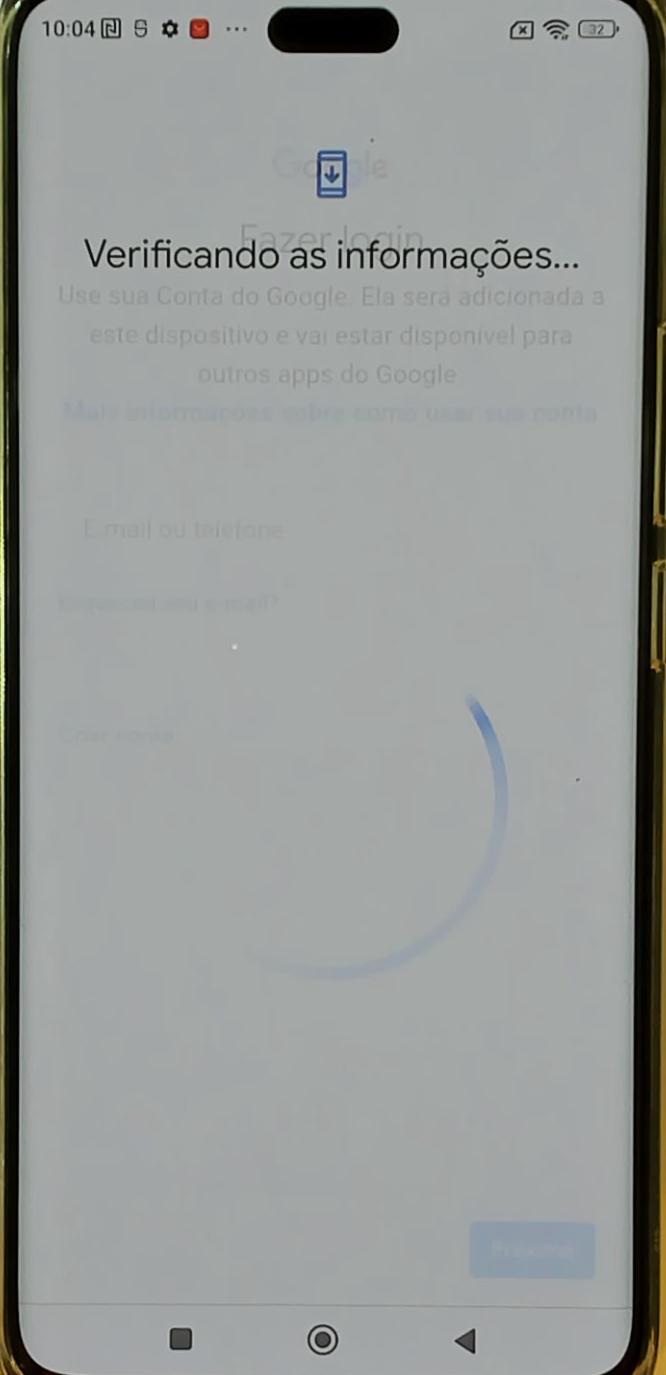 10:04
32
Google
Fazer login
Verificando as informações...
Use sua Conta do Google. Ela será adicionada a
este dispositivo e vai estar disponível para
outros apps do Google
Mais informações sobre como usar sua conta
E-mail ou telefone
Esqueceu seu e-mail?
Criar conta